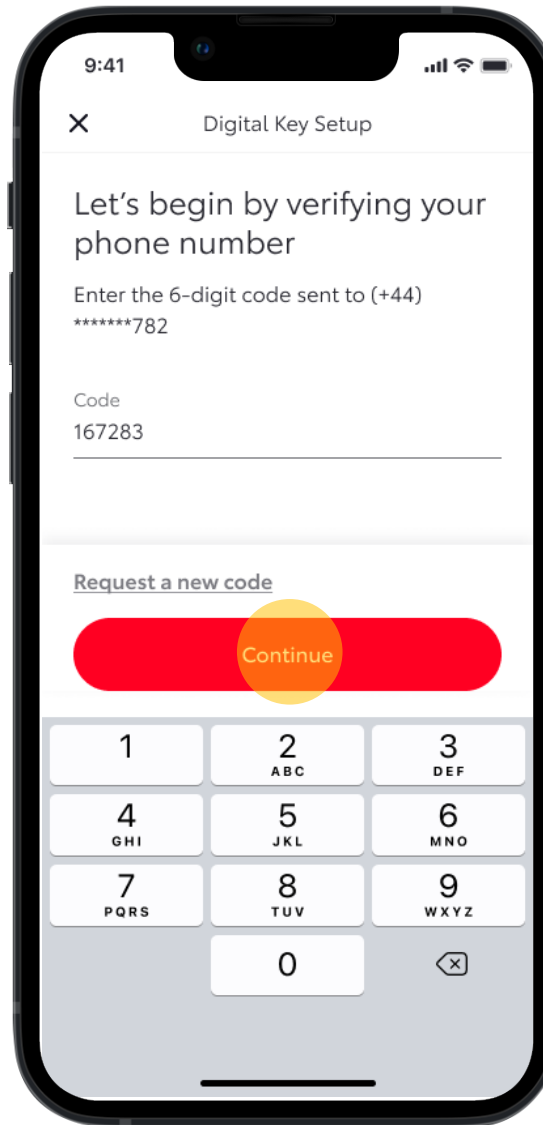 9:41
Digital Key Setup
Let's begin by verifying your
phone number
Enter the 6-digit code sent to (+44)
*******782
Code
167283
Request a new code
Continue
1 2 3
ABC DEF
4 5 6
GHI JKL MNO
7 8 9
PQRS TUV WXYZ
0